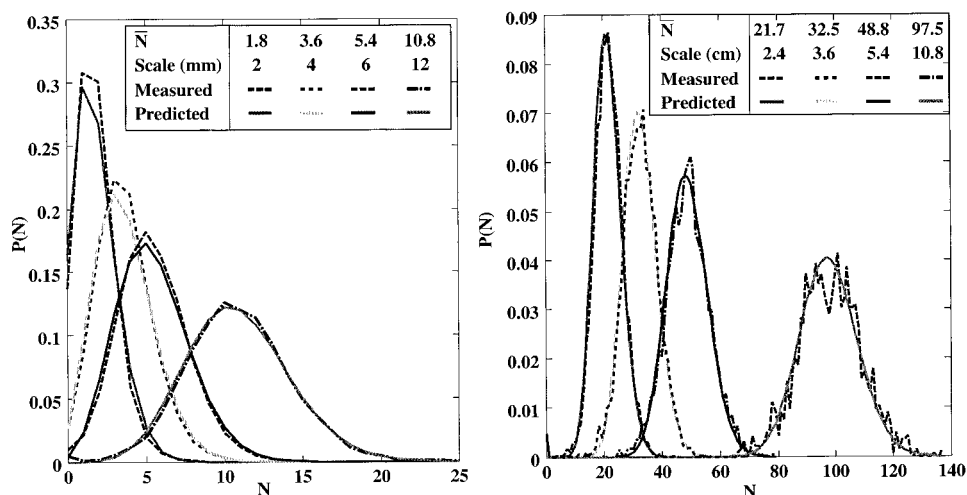 0.35
0.3
0.25
0.2
0.15
0.1
0.05
0
P(N)
N̅ 1.8 3.6 5.4 10.8
Scale (mm) 2 4 6 12
Measured
Predicted
0 5 10 15 20 25
N
0.09
0.08
0.07
0.06
0.05
0.04
0.03
0.02
0.01
0
P(N)
N̅ 21.7 32.5 48.8 97.5
Scale (cm) 2.4 3.6 5.4 10.8
Measured
Predicted
0 20 40 60 80 100 120 140
N